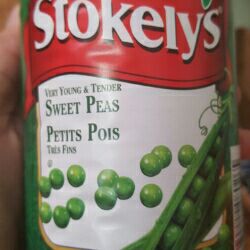 Stokely's
VERY YOUNG & TENDER
SWEET PEAS
PETITS POIS
TRÈS FINS